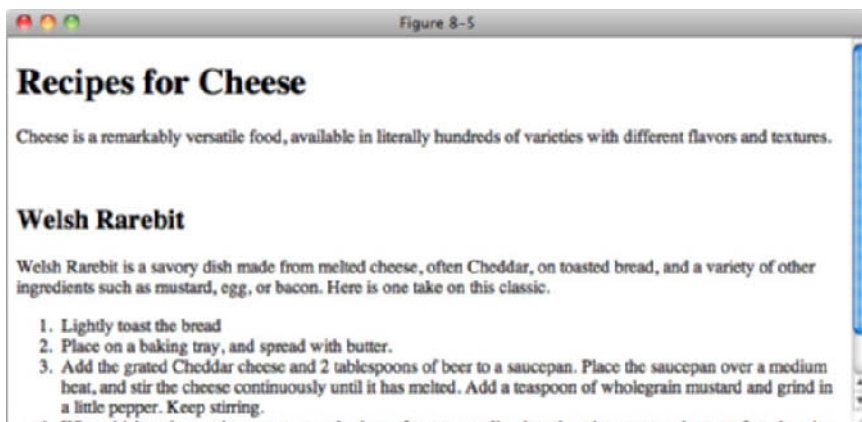 Figure 8-5
Recipes for Cheese
Cheese is a remarkably versatile food, available in literally hundreds of varieties with different flavors and textures.
Welsh Rarebit
Welsh Rarebit is a savory dish made from melted cheese, often Cheddar, on toasted bread, and a variety of other
ingredients such as mustard, egg, or bacon. Here is one take on this classic.
1. Lightly toast the bread
2. Place on a baking tray, and spread with butter.
3. Add the grated Cheddar cheese and 2 tablespoons of beer to a saucepan. Place the saucepan over a medium
heat, and stir the cheese continuously until it has melted. Add a teaspoon of wholegrain mustard and grind in
a little pepper. Keep stirring.